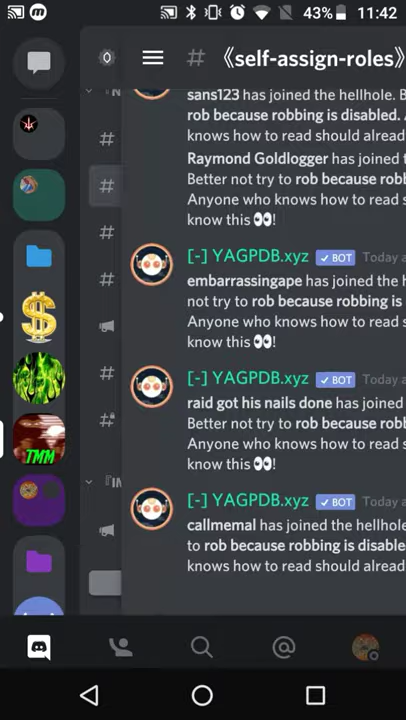 43% 11:42
# 《self-assign-roles》
sans123 has joined the hellhole. B
rob because robbing is disabled. A
knows how to read should alread
Raymond Goldlogger has joined t
Better not try to rob because robb
Anyone who knows how to read s
know this 👀!
[-] YAGPDB.xyz ✓ BOT Today a
embarrassingape has joined the h
not try to rob because robbing is
Anyone who knows how to read s
know this 👀!
[-] YAGPDB.xyz ✓ BOT Today a
raid got his nails done has joined
Better not try to rob because robb
Anyone who knows how to read s
know this 👀!
[-] YAGPDB.xyz ✓ BOT Today a
callmemal has joined the hellhole
to rob because robbing is disable
knows how to read should alread
TMM